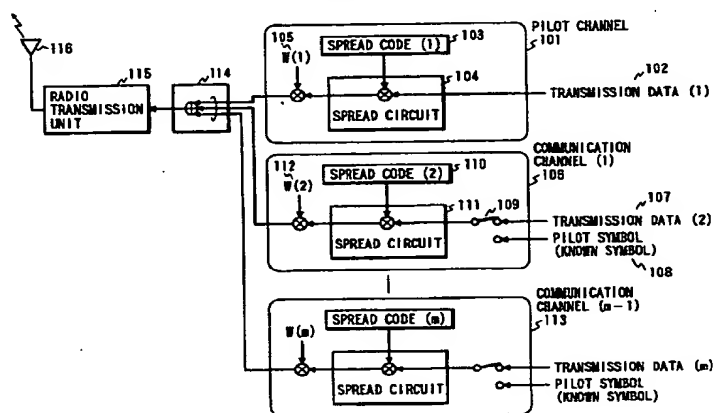 PILOT CHANNEL
101
116
105
W(1)
SPREAD CODE (1)
103
104
SPREAD CIRCUIT
102
TRANSMISSION DATA (1)
115
RADIO
TRANSMISSION
UNIT
114
COMMUNICATION
CHANNEL (1)
106
112
W(2)
SPREAD CODE (2)
110
111
109
SPREAD CIRCUIT
107
TRANSMISSION DATA (2)
PILOT SYMBOL
(KNOWN SYMBOL)
108
COMMUNICATION
CHANNEL (m-1)
113
W(m)
SPREAD CODE (m)
SPREAD CIRCUIT
TRANSMISSION DATA (m)
PILOT SYMBOL
(KNOWN SYMBOL)